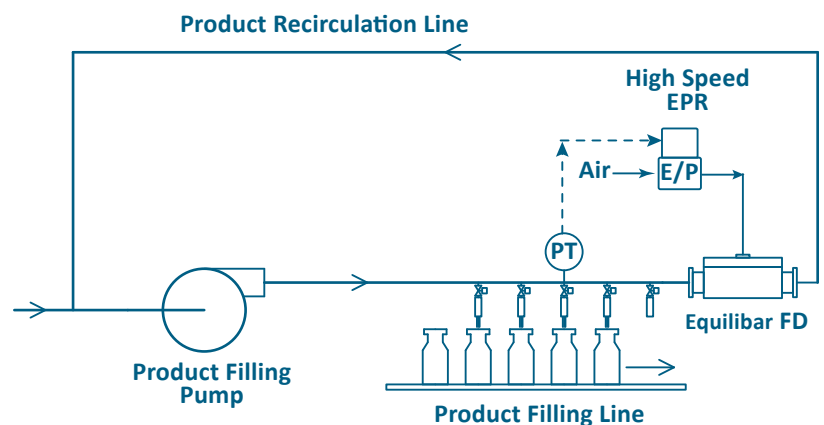 Product Recirculation Line
High Speed
EPR
Air
E/P
PT
Equilibar FD
Product Filling
Pump
Product Filling Line